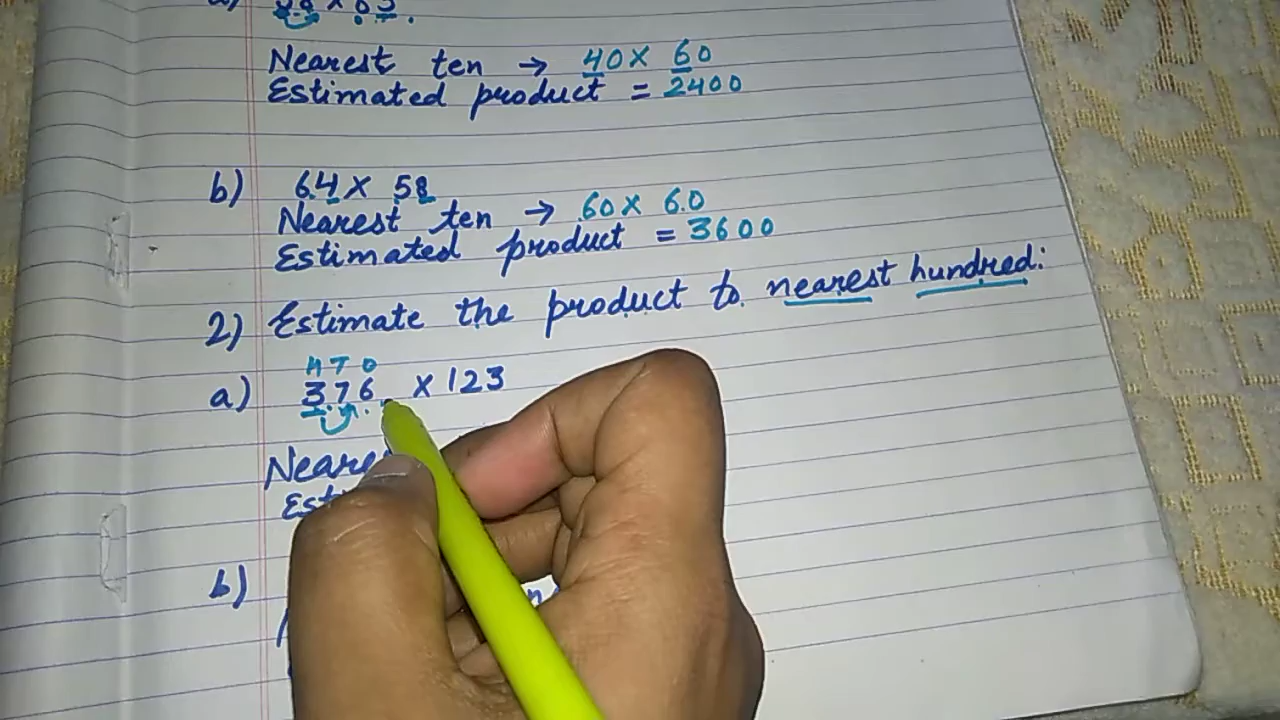 Nearest ten → 40 x 60
Estimated product = 2400
b) 64 x 58
Nearest ten → 60 x 60
Estimated product = 3600
2) Estimate the product to nearest hundred:
H T O
a) 376 x 123
b)